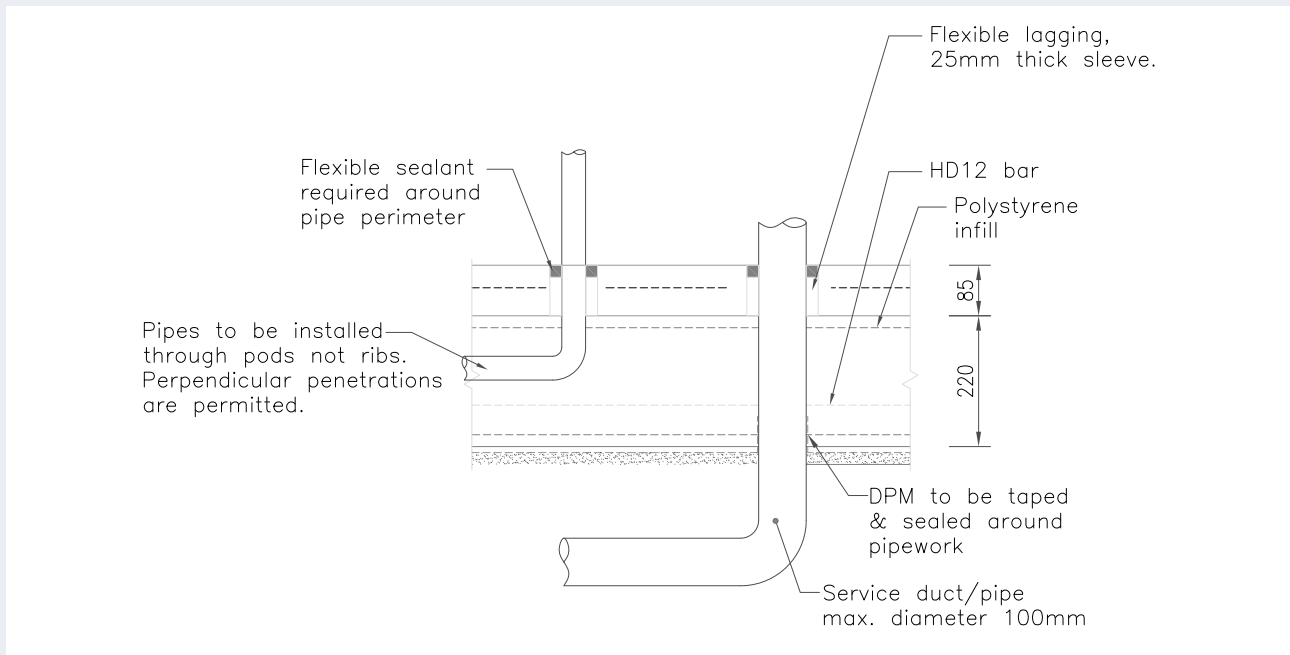 Flexible lagging,
25mm thick sleeve.
Flexible sealant
required around
pipe perimeter
HD12 bar
Polystyrene
infill
85
Pipes to be installed
through pods not ribs.
Perpendicular penetrations
are permitted.
220
DPM to be taped
& sealed around
pipework
Service duct/pipe
max. diameter 100mm